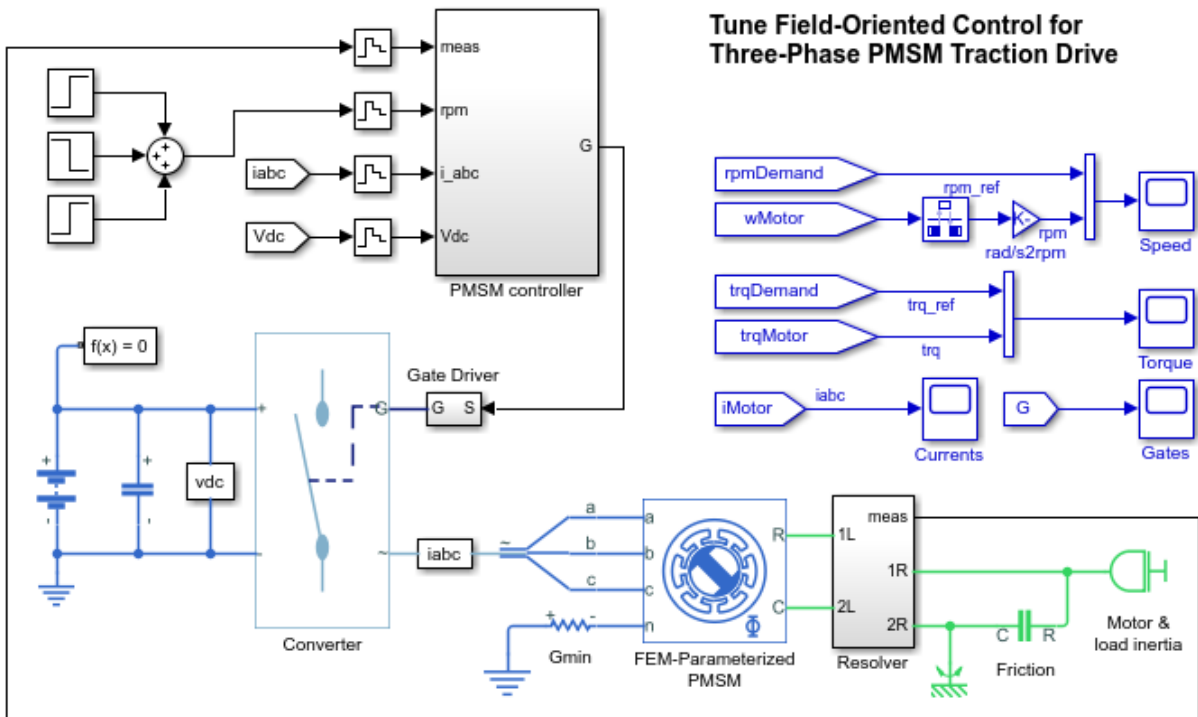 Tune Field-Oriented Control for
Three-Phase PMSM Traction Drive
meas
rpm
iabc
i_abc
Vdc
Vdc
G
PMSM controller
rpmDemand
rpm_ref
wMotor
K-
rpm
rad/s2rpm
Speed
trqDemand
trq_ref
trqMotor
trq
Torque
iMotor
iabc
Currents
G
Gates
f(x) = 0
Gate Driver
G
G
S
+
-
~
+
-
+
-
vdc
Converter
iabc
~
a
b
c
a
b
c
n
+
-
Gmin
R
C
Φ
FEM-Parameterized
PMSM
meas
1L
1R
2L
2R
Resolver
C
R
Friction
Motor &
load inertia